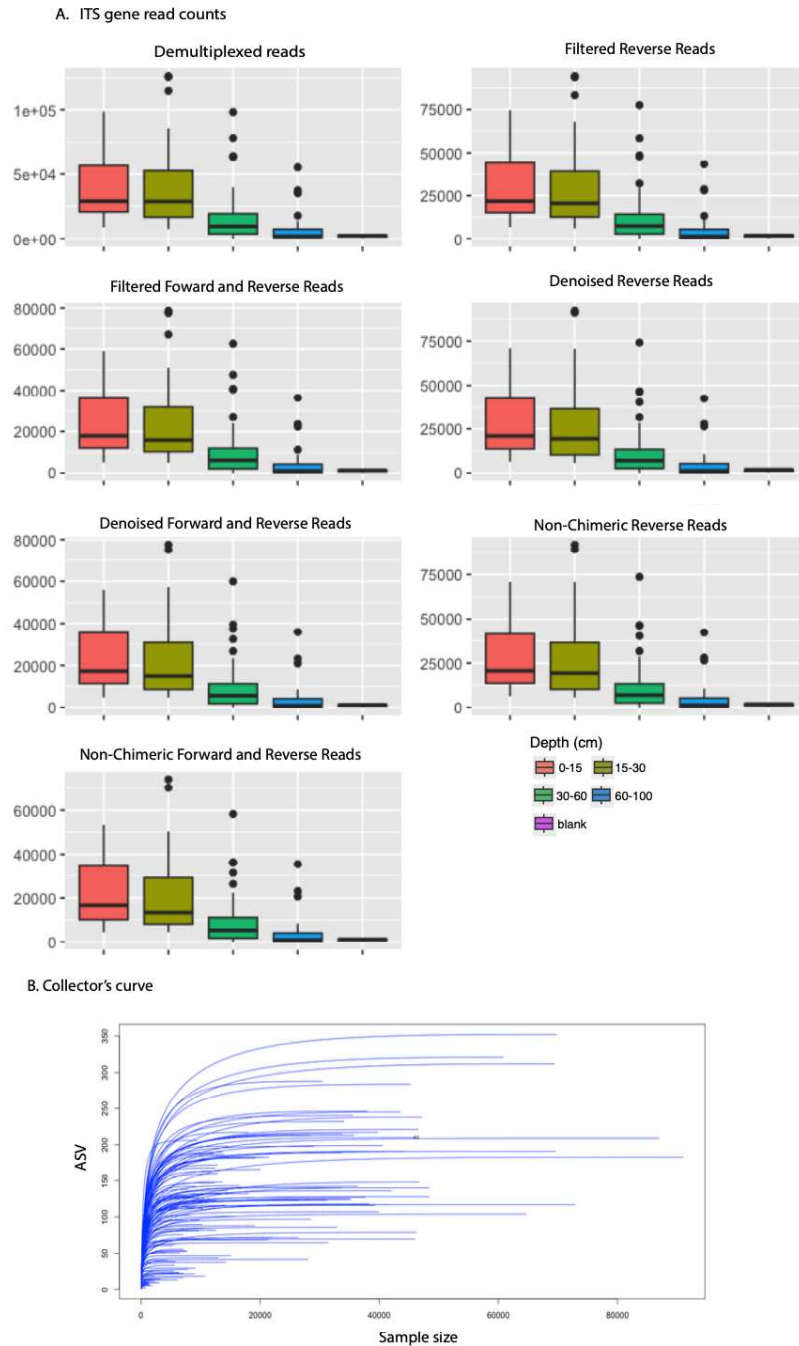 A. ITS gene read counts
Demultiplexed reads
1e+05
5e+04
0e+00
Filtered Reverse Reads
75000
50000
25000
0
Filtered Foward and Reverse Reads
80000
60000
40000
20000
0
Denoised Reverse Reads
75000
50000
25000
0
Denoised Forward and Reverse Reads
80000
60000
40000
20000
0
Non-Chimeric Reverse Reads
75000
50000
25000
0
Non-Chimeric Forward and Reverse Reads
60000
40000
20000
0
Depth (cm)
0-15 15-30
30-60 60-100
blank
B. Collector's curve
ASV
350
300
250
200
150
100
50
0
0 20000 40000 60000 80000
Sample size